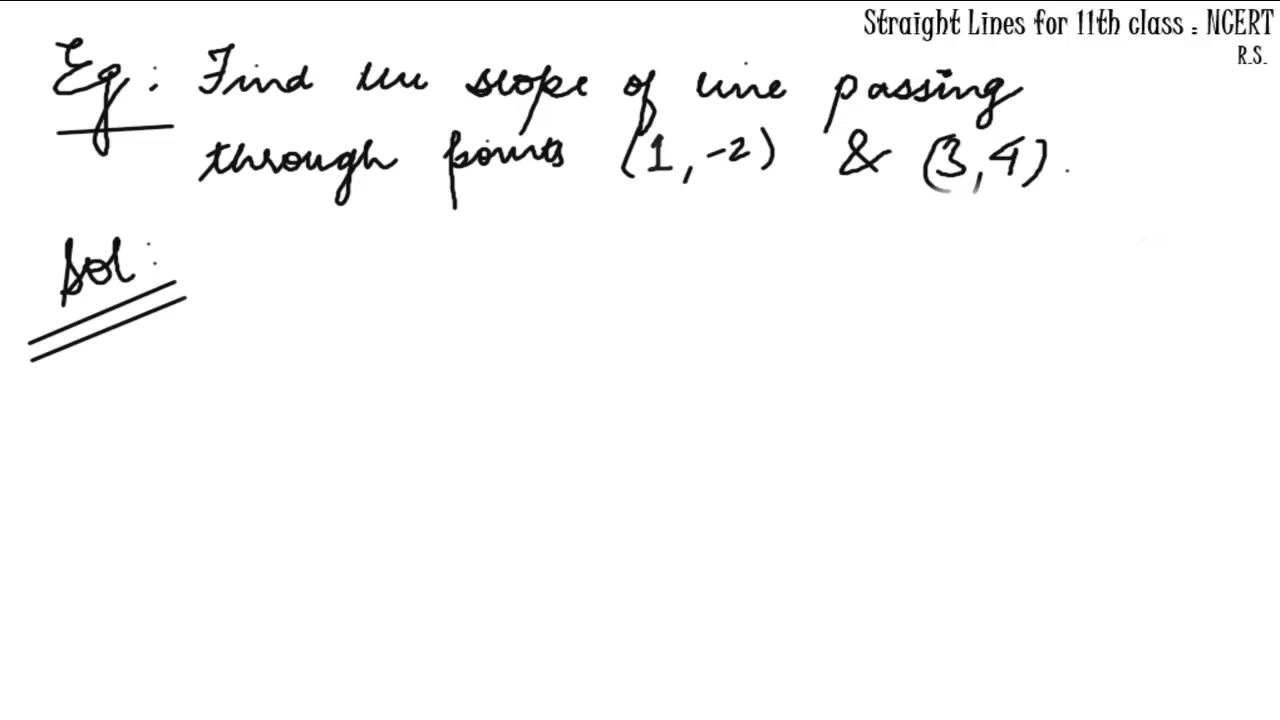 Straight Lines for 11th class : NCERT
R.S.
Eg: Find the slope of line passing
through points (1, -2) & (3, 4).
Sol: